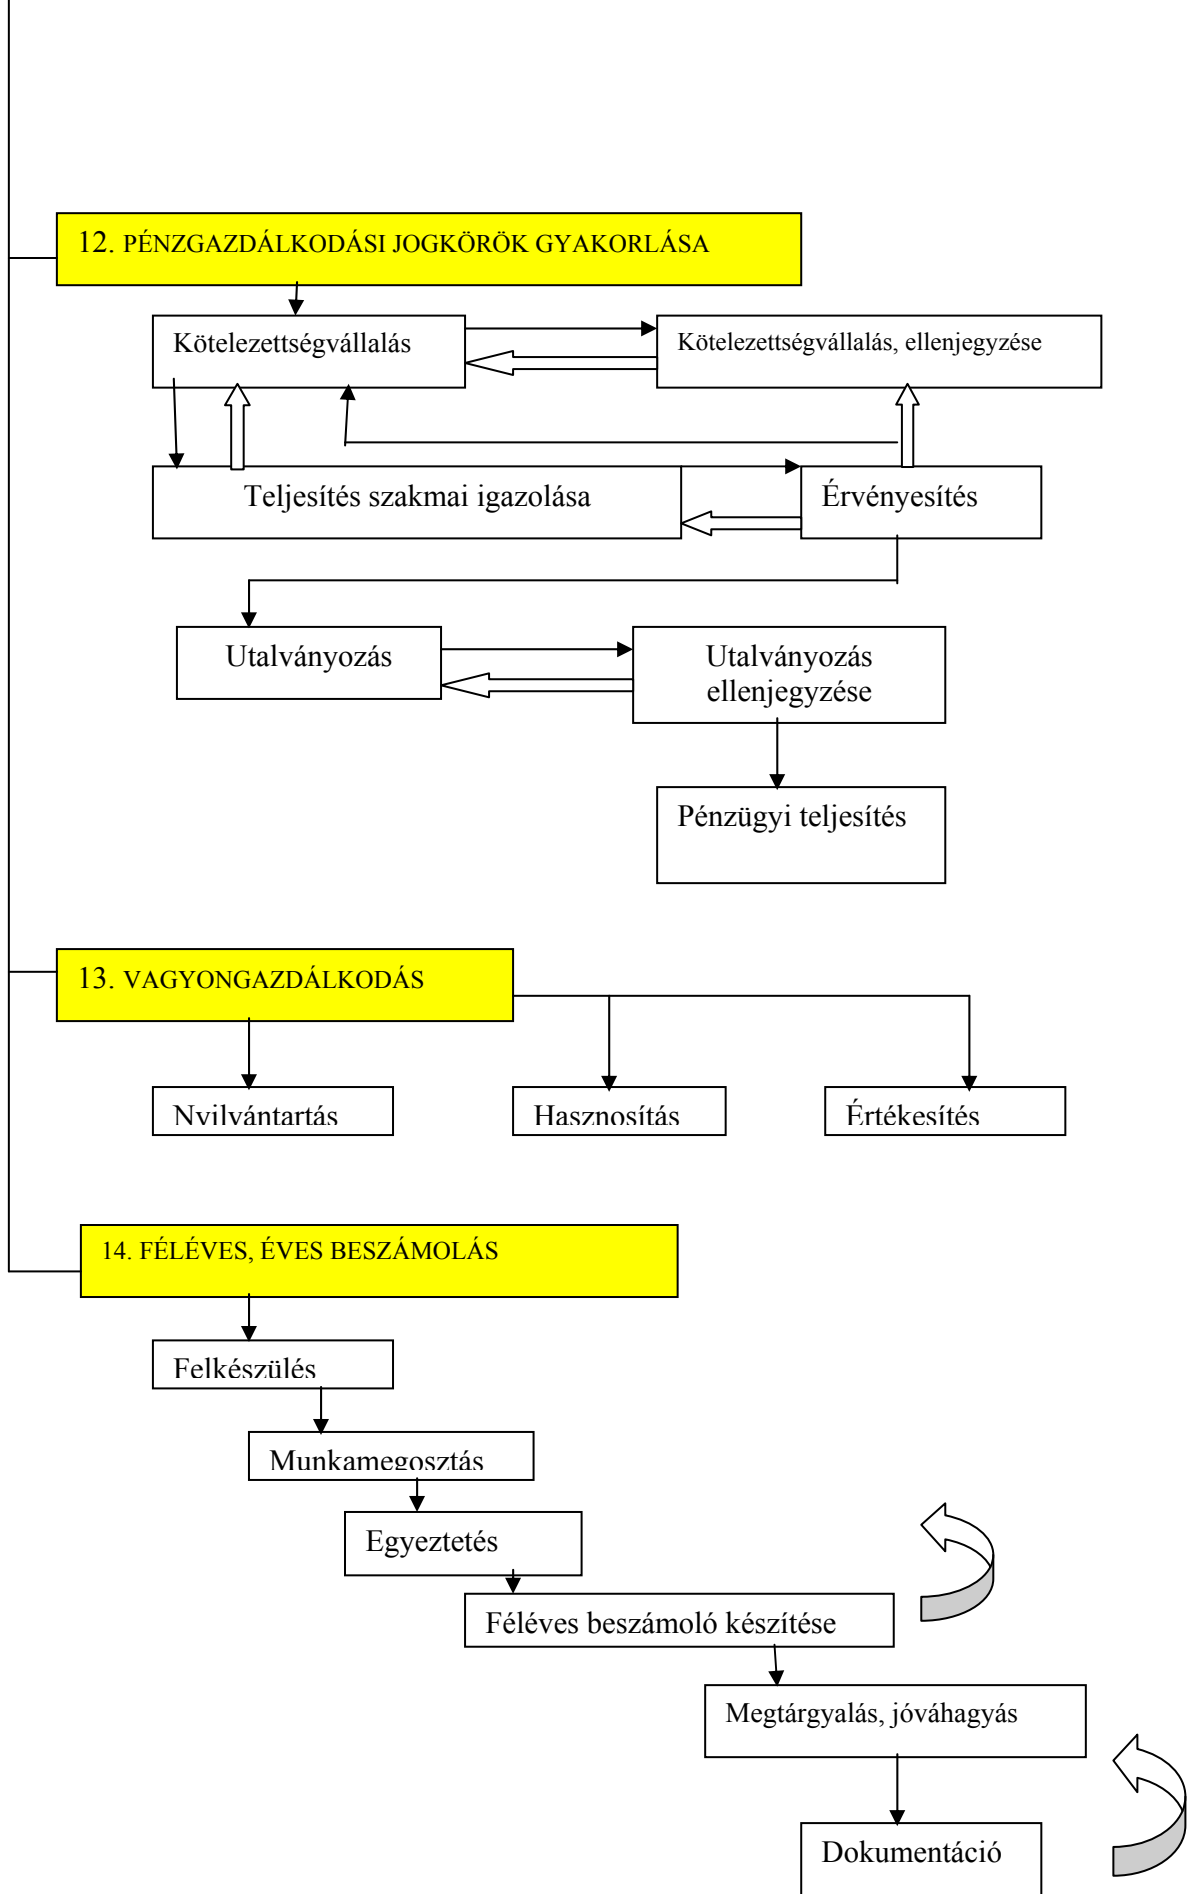 12. PÉNZGAZDÁLKODÁSI JOGKÖRÖK GYAKORLÁSA
Kötelezettségvállalás
Kötelezettségvállalás, ellenjegyzése
Teljesítés szakmai igazolása
Érvényesítés
Utalványozás
Utalványozás
ellenjegyzése
Pénzügyi teljesítés
13. VAGYONGAZDÁLKODÁS
Nyilvántartás
Hasznosítás
Értékesítés
14. FÉLÉVES, ÉVES BESZÁMOLÁS
Felkészülés
Munkamegosztás
Egyeztetés
Féléves beszámoló készítése
Megtárgyalás, jóváhagyás
Dokumentáció